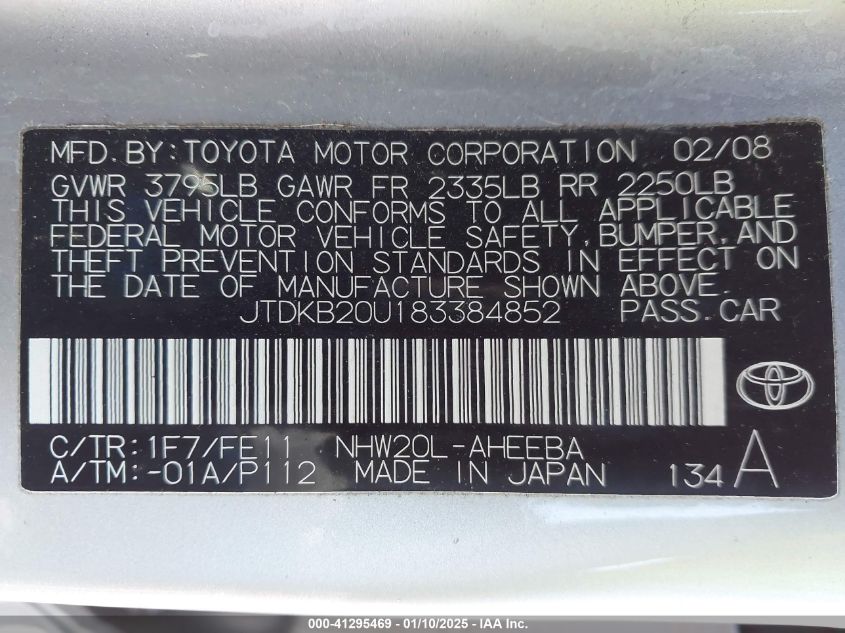 MFD. BY: TOYOTA MOTOR CORPORATION 02/08
GVWR 3795LB GAWR FR 2335LB RR 2250LB
THIS VEHICLE CONFORMS TO ALL APPLICABLE
FEDERAL MOTOR VEHICLE SAFETY, BUMPER, AND
THEFT PREVENTION STANDARDS IN EFFECT ON
THE DATE OF MANUFACTURE SHOWN ABOVE.
JTDKB20U183384852 PASS. CAR
C/TR: 1F7/FE11 NHW20L-AHEEBA
A/TM: -01A/P112 MADE IN JAPAN 134 A
000-41295469 - 01/10/2025 - IAA Inc.